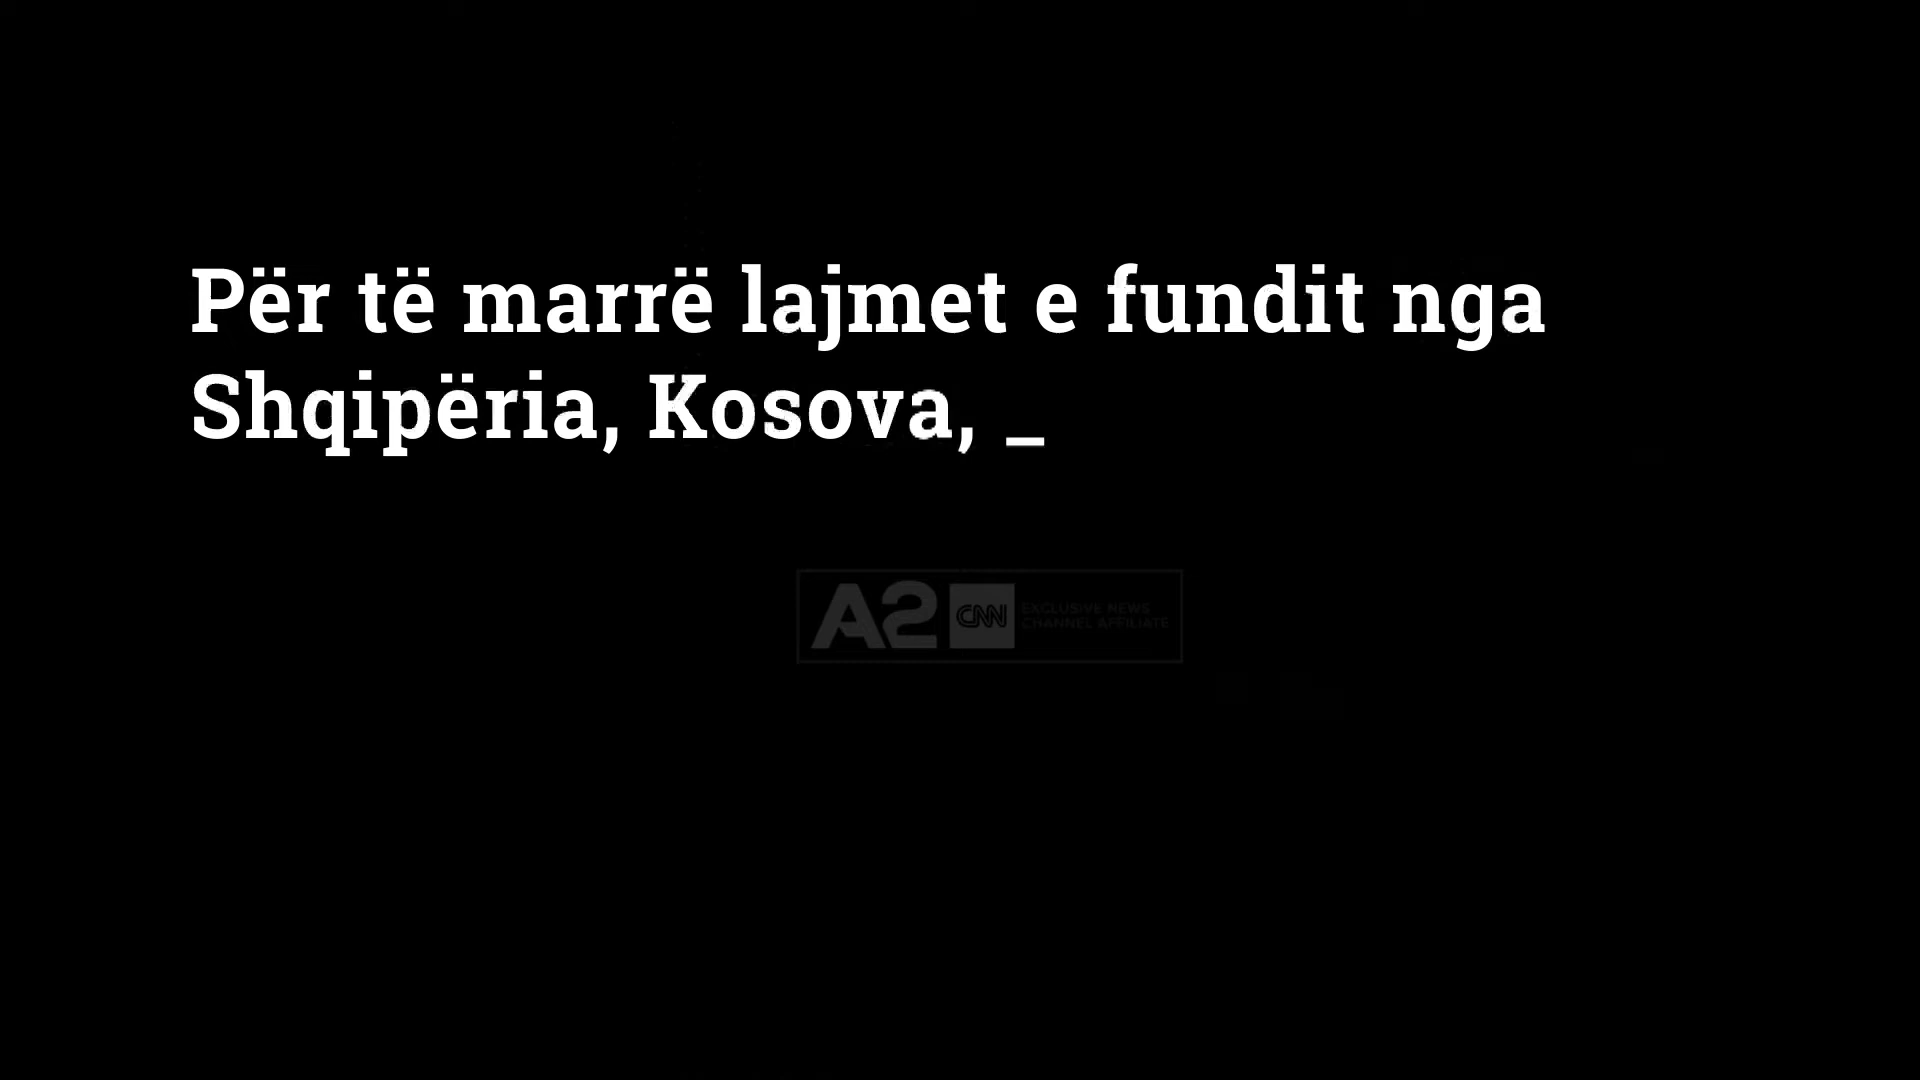 Për të marrë lajmet e fundit nga
Shqipëria, Kosova, _
A2 CNN EXCLUSIVE NEWS
CHANNEL AFFILIATE